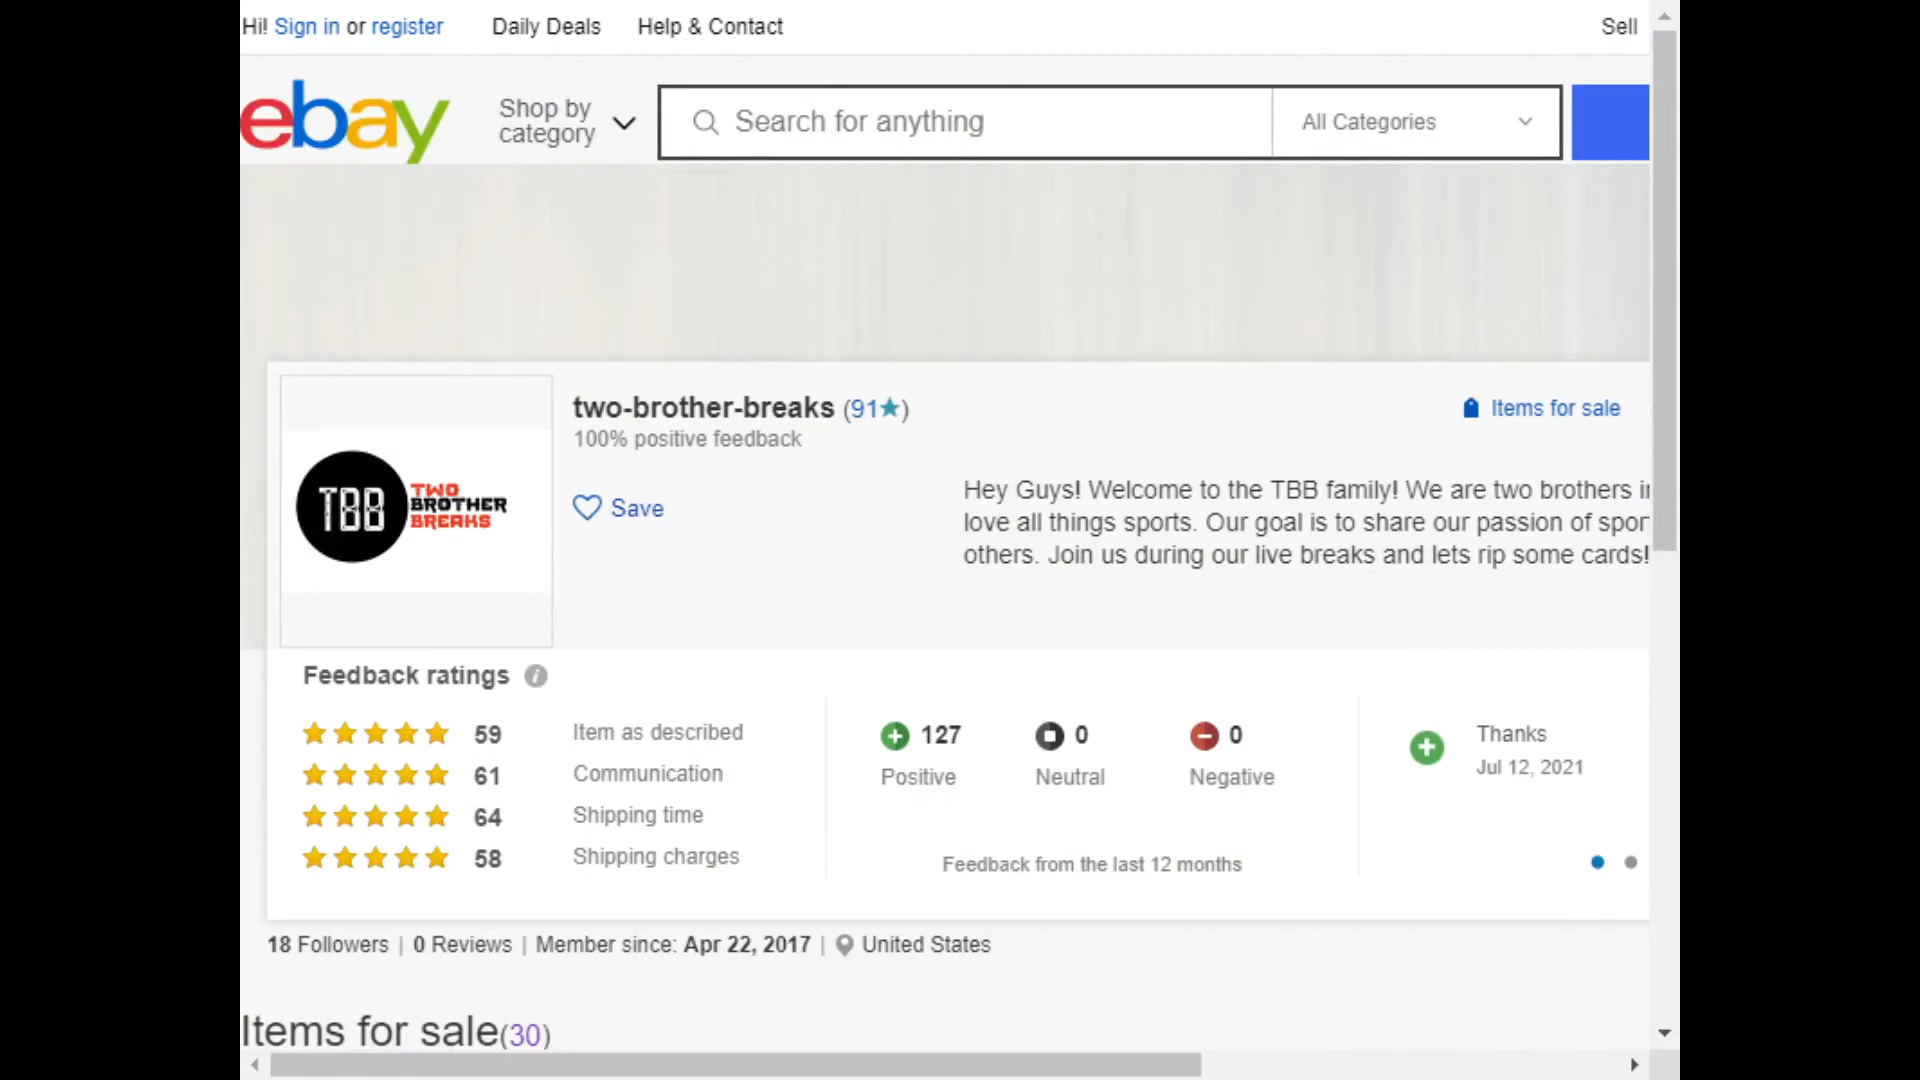 Hi! Sign in or register Daily Deals Help & Contact Sell
ebay Shop by category Search for anything All Categories
two-brother-breaks (91★) Items for sale
100% positive feedback
TBB TWO BROTHER BREAKS
Save
Hey Guys! Welcome to the TBB family! We are two brothers
love all things sports. Our goal is to share our passion of
others. Join us during our live breaks and lets rip some cards!
Feedback ratings
59 Item as described
61 Communication
64 Shipping time
58 Shipping charges
127 Positive
0 Neutral
0 Negative
Feedback from the last 12 months
Thanks
Jul 12, 2021
18 Followers | 0 Reviews | Member since: Apr 22, 2017 | United States
Items for sale(30)